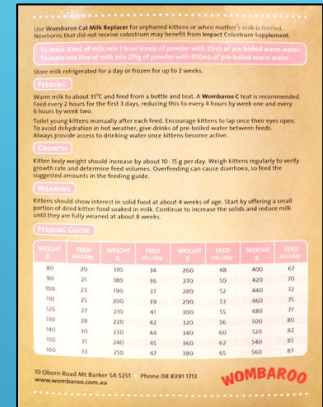 Use Wombaroo Cat Milk Replacer for orphaned kittens or when mother's milk is limited.
Newborns that did not receive colostrum may benefit from Impact Colostrum Supplement.
To make 30ml of milk mix 1 level scoop of powder with 25ml of pre-boiled warm water.
To make one litre of milk mix 215g of powder with 850ml of pre-boiled warm water.
Store milk refrigerated for a day or frozen for up to 2 weeks.
FEEDING
Warm milk to about 35°C and feed from a bottle and teat. A Wombaroo C teat is recommended.
Feed every 2 hours for the first 3 days, reducing this to every 4 hours by week one and every
6 hours by week two.
Toilet young kittens manually after each feed. Encourage kittens to lap once their eyes open.
To avoid dehydration in hot weather, give drinks of pre-boiled water between feeds.
Always provide access to drinking water once kittens become active.
GROWTH
Kitten body weight should increase by about 10 - 15 g per day. Weigh kittens regularly to verify
growth rate and determine feed volumes. Overfeeding can cause diarrhoea, so feed the
suggested amounts in the feeding guide.
WEANING
Kittens should show interest in solid food at about 4 weeks of age. Start by offering a small
portion of dried kitten food soaked in milk. Continue to increase the solids and reduce milk
until they are fully weaned at about 8 weeks.
FEEDING GUIDE
WEIGHT g FEED mL/day WEIGHT g FEED mL/day WEIGHT g FEED mL/day WEIGHT g FEED mL/day
80 20 170 34 260 48 400 67
90 21 180 36 270 50 420 70
100 23 190 37 280 52 440 72
110 25 200 39 290 53 460 75
120 27 210 41 300 55 480 77
130 28 220 42 320 56 500 80
140 30 230 44 340 60 520 82
150 31 240 45 360 62 540 85
160 33 250 47 380 65 560 87
10 Oborn Road Mt Barker SA 5251 Phone 08 8391 1713
www.wombaroo.com.au
WOMBAROO